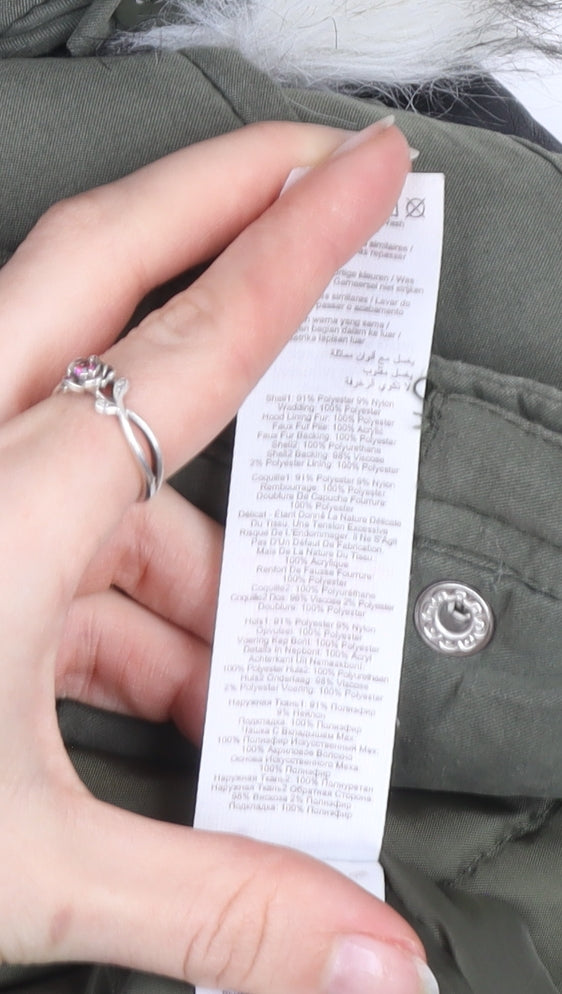 Wash
similaires /
as repasser
kleuren / Was
Gemeersel niet strijken
similares / Lavar do
passar o acabamento
warna yang sama /
bagian dalam ke luar /
lapisan luar
يغسل مع ألوان مماثلة
يغسل مقلوب
لا تكوي الزخرفة
Shell1: 91% Polyester 9% Nylon
Wadding: 100% Polyester
Hood Lining Fur: 100% Polyester
Faux Fur Pile: 100% Acrylic
Faux Fur Backing: 100% Polyester
Shell2: 100% Polyurethane
Shell2 Backing: 98% Viscose
2% Polyester Lining: 100% Polyester
Coquille1: 91% Polyester 9% Nylon
Rembourrage: 100% Polyester
Doublure De Capuche Fourrure:
100% Polyester
Délicat - Étant Donné La Nature Délicate
Du Tissu, Une Tension Excessive
Risque De L'Endommager. Il Ne S'Agit
Pas D'Un Défaut De Fabrication
Mais De La Nature Du Tissu
100% Acrylique
Renfort De Fausse Fourrure:
100% Polyester
Coquille2: 100% Polyuréthane
Coquille2 Dos: 98% Viscose 2% Polyester
Doublure: 100% Polyester
Huls1: 91% Polyester 9% Nylon
Opvulsel: 100% Polyester
Voering Kap Bont: 100% Polyester
Details In Nepbont: 100% Acryl
Achterkant Uit Nemaaskbont:
100% Polyester Huls2: 100% Polyurethaan
Huls2 Onderlaag: 98% Viscose
2% Polyester Voering: 100% Polyester
Наружная Ткань1: 91% Полиэфир
9% Нейлон
Подкладка: 100% Полиэфир
Чашка С Вкладышем Мех:
100% Полиэфир Искусственный Мех:
100% Акриловое Волокно
Основа Искусственного Меха:
100% Полиэфир
Наружная Ткань2: 100% Полиуретан
Наружная Ткань2 Обратная Сторона:
98% Вискоза 2% Полиэфир
Подкладка: 100% Полиэфир